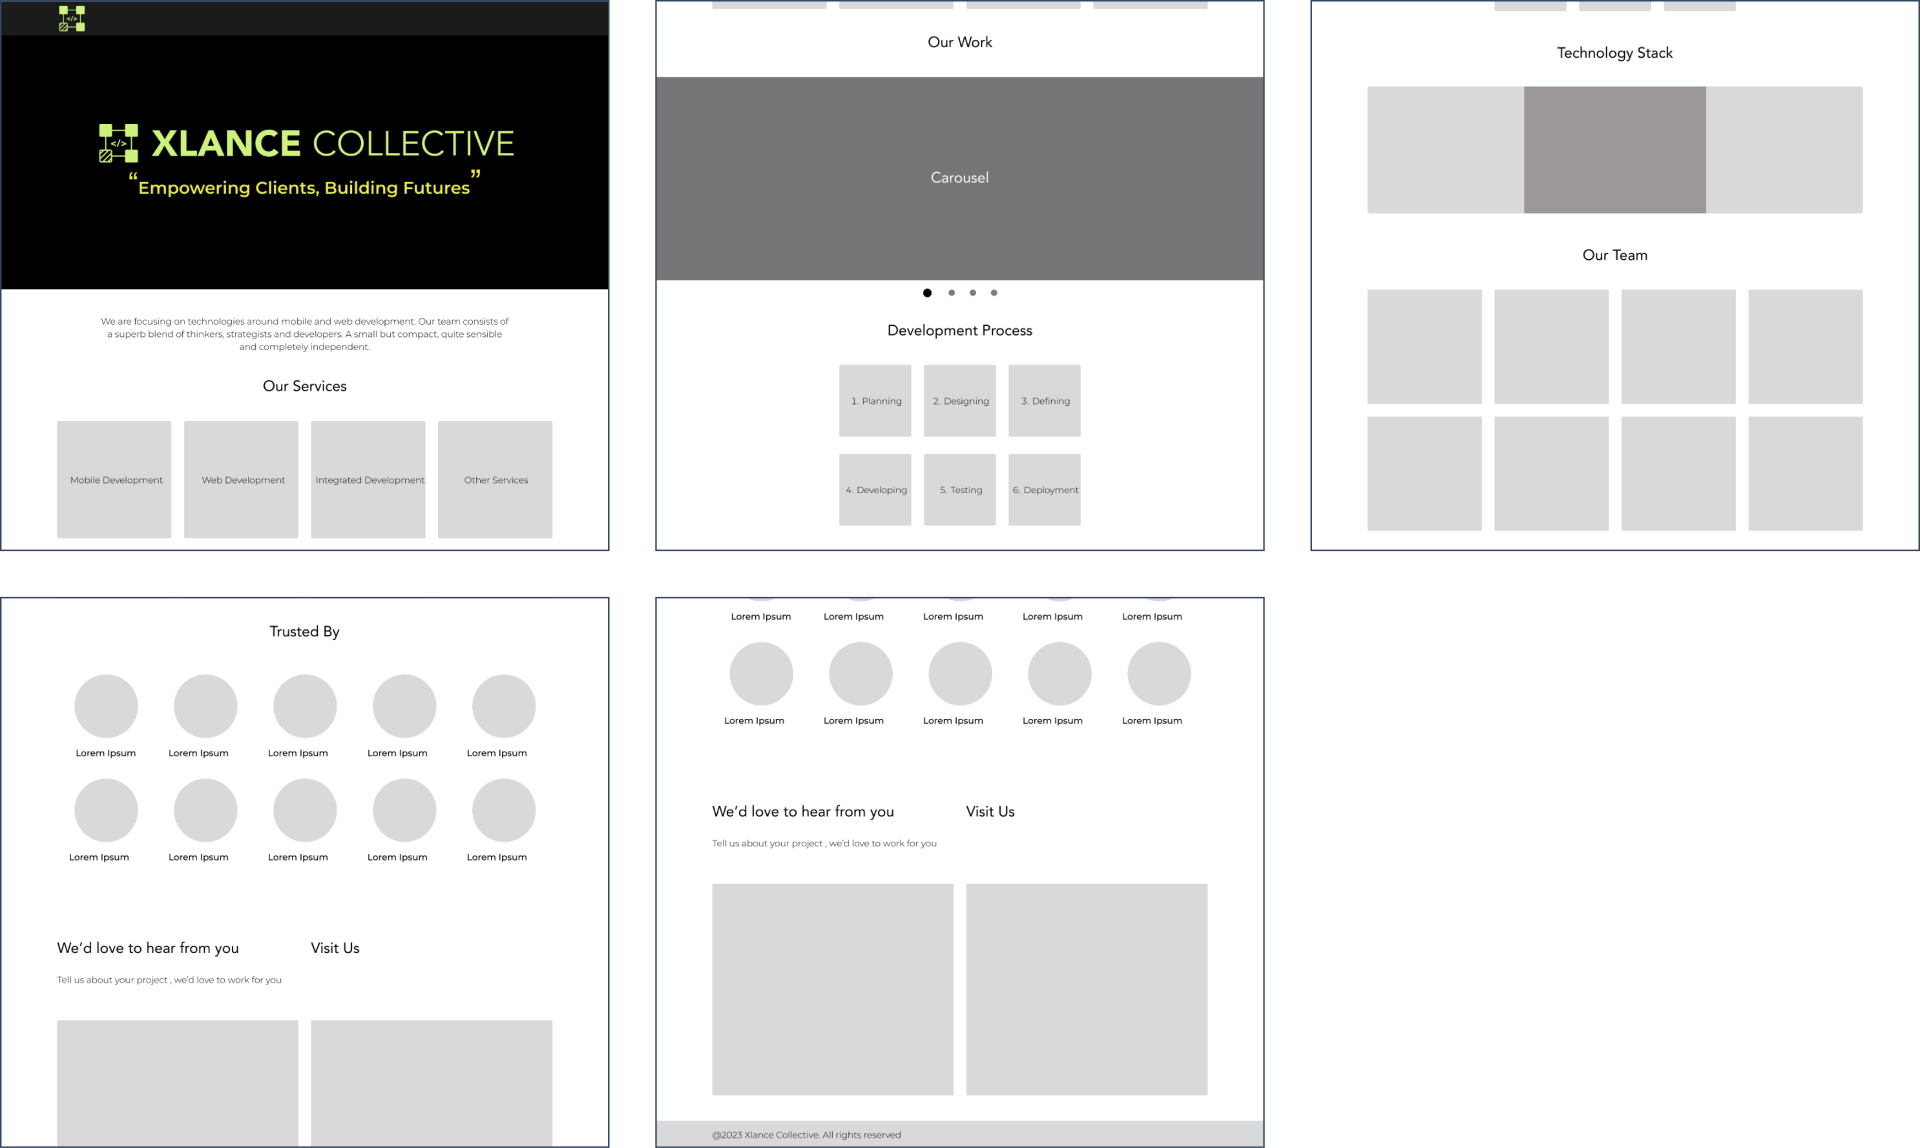 </>
</>
XLANCE COLLECTIVE
“Empowering Clients, Building Futures”
We are focusing on technologies around mobile and web development. Our team consists of
a superb blend of thinkers, strategists and developers. A small but compact, quite sensible
and completely independent.
Our Services
Mobile Development
Web Development
Integrated Development
Other Services
Our Work
Carousel
Development Process
1. Planning
2. Designing
3. Defining
4. Developing
5. Testing
6. Deployment
Technology Stack
Our Team
Trusted By
Lorem Ipsum
Lorem Ipsum
Lorem Ipsum
Lorem Ipsum
Lorem Ipsum
Lorem Ipsum
Lorem Ipsum
Lorem Ipsum
Lorem Ipsum
Lorem Ipsum
We’d love to hear from you
Visit Us
Tell us about your project , we’d love to work for you
Lorem Ipsum
Lorem Ipsum
Lorem Ipsum
Lorem Ipsum
Lorem Ipsum
Lorem Ipsum
Lorem Ipsum
Lorem Ipsum
Lorem Ipsum
Lorem Ipsum
We’d love to hear from you
Visit Us
Tell us about your project , we’d love to work for you
@2023 Xlance Collective. All rights reserved